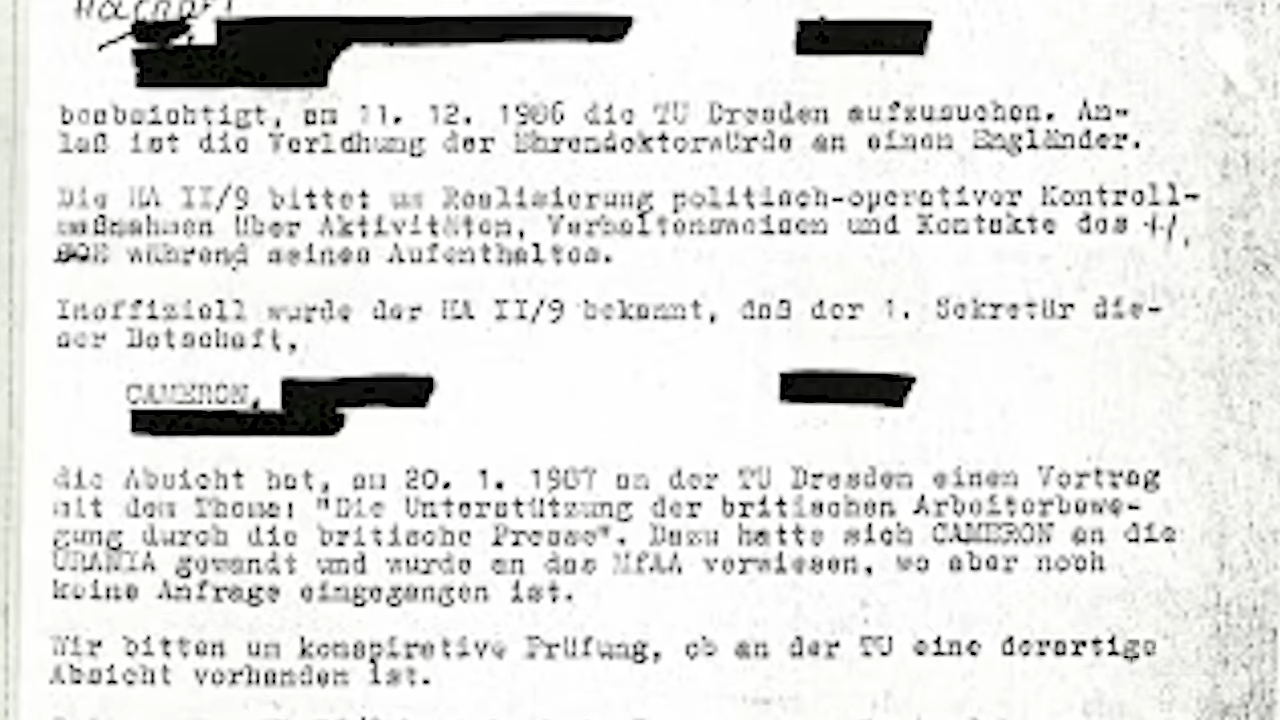 beabsichtigt, am 11. 12. 1986 die TU Dresden aufzusuchen. An-
laß ist die Verleihung der Ehrendoktorwürde an einen Engländer.
Die HA II/9 bittet um Realisierung politisch-operativer Kontroll-
maßnahmen über Aktivitäten, Verhaltensweisen und Kontakte des H.
während seines Aufenthaltes.
Inoffiziell wurde der HA II/9 bekannt, daß der 1. Sekretär die-
ser Botschaft,
CAMERON,
die Absicht hat, am 20. 1. 1987 an der TU Dresden einen Vortrag
mit dem Thema: "Die Unterstützung der britischen Arbeiterbewe-
gung durch die britische Presse". Dazu hatte sich CAMERON an die
URANIA gewandt und wurde an das MfAA verwiesen, wo aber noch
keine Anfrage eingegangen ist.
Wir bitten um konspirative Prüfung, ob an der TU eine derartige
Absicht vorhanden ist.